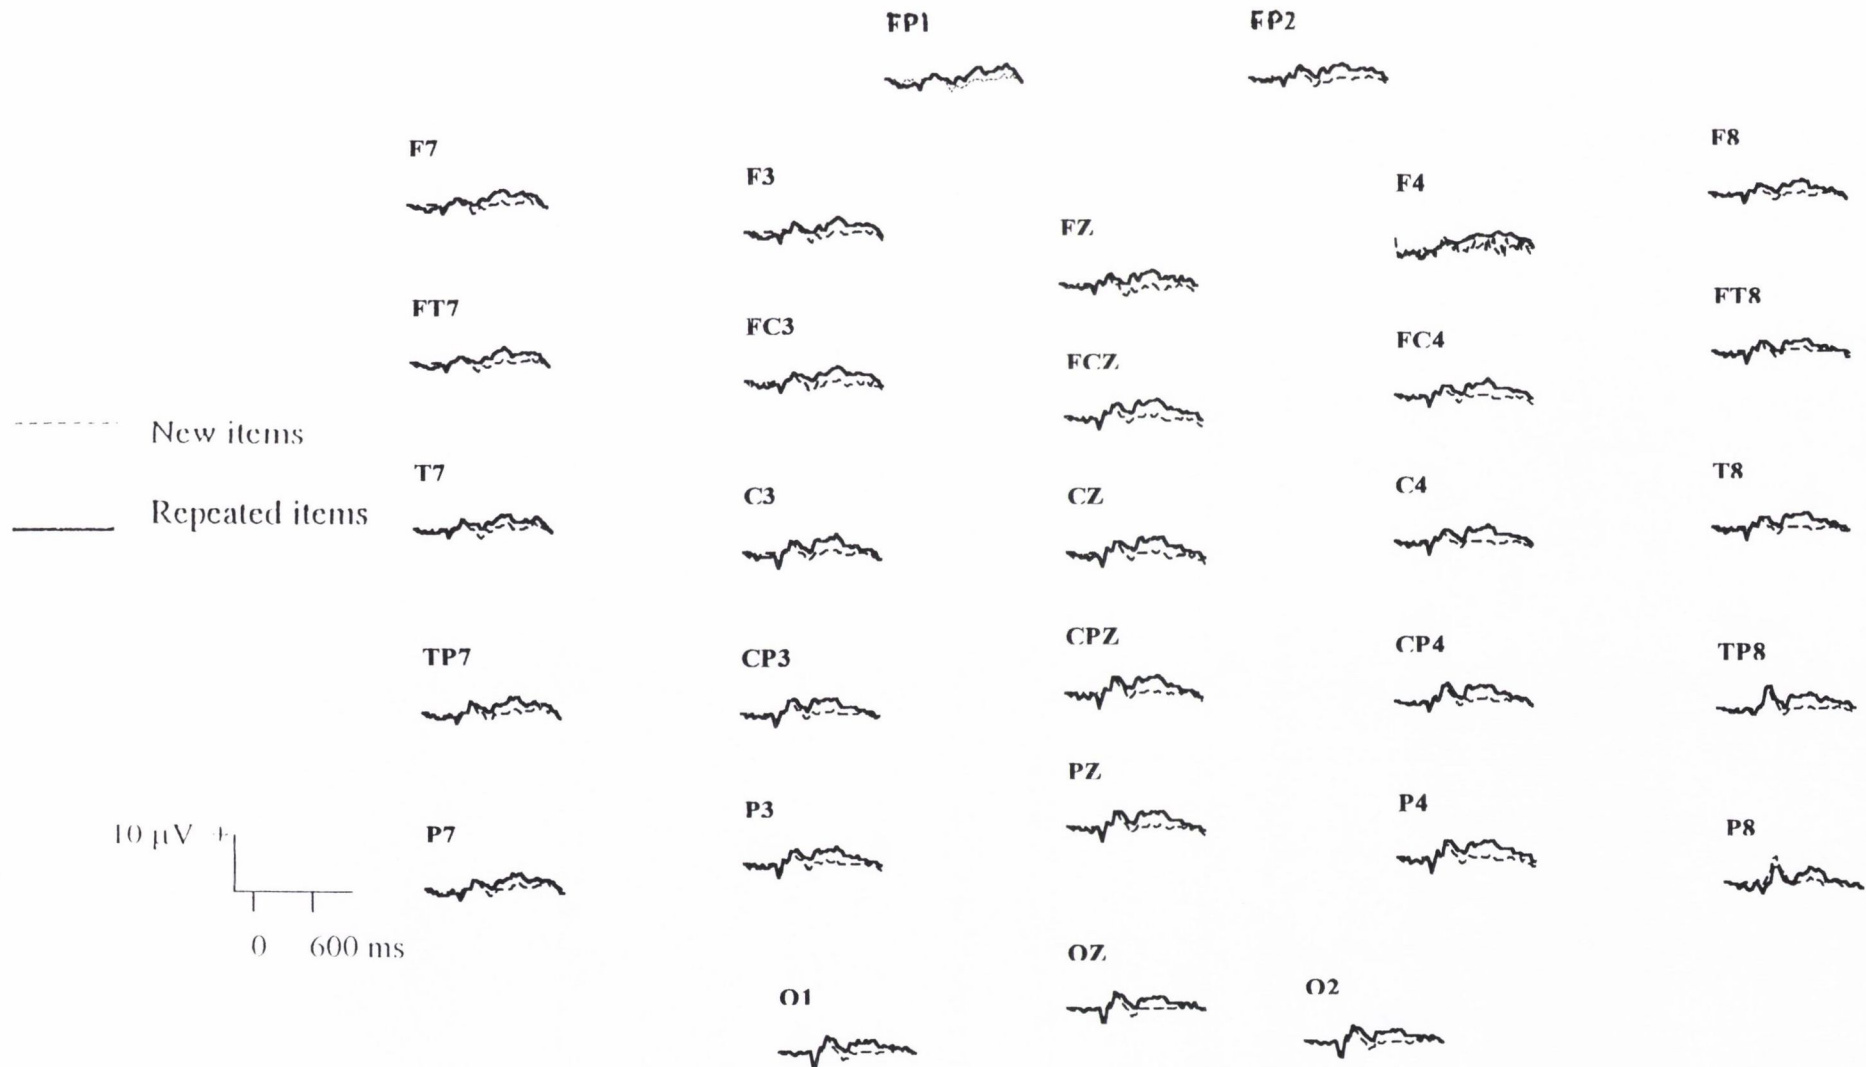 FP1
FP2
F7
F3
FZ
F4
F8
FT7
FC3
FCZ
FC4
FT8
New items
Repeated items
T7
C3
CZ
C4
T8
TP7
CP3
CPZ
CP4
TP8
10 µV +
P7
P3
PZ
P4
P8
0 600 ms
O1
OZ
O2